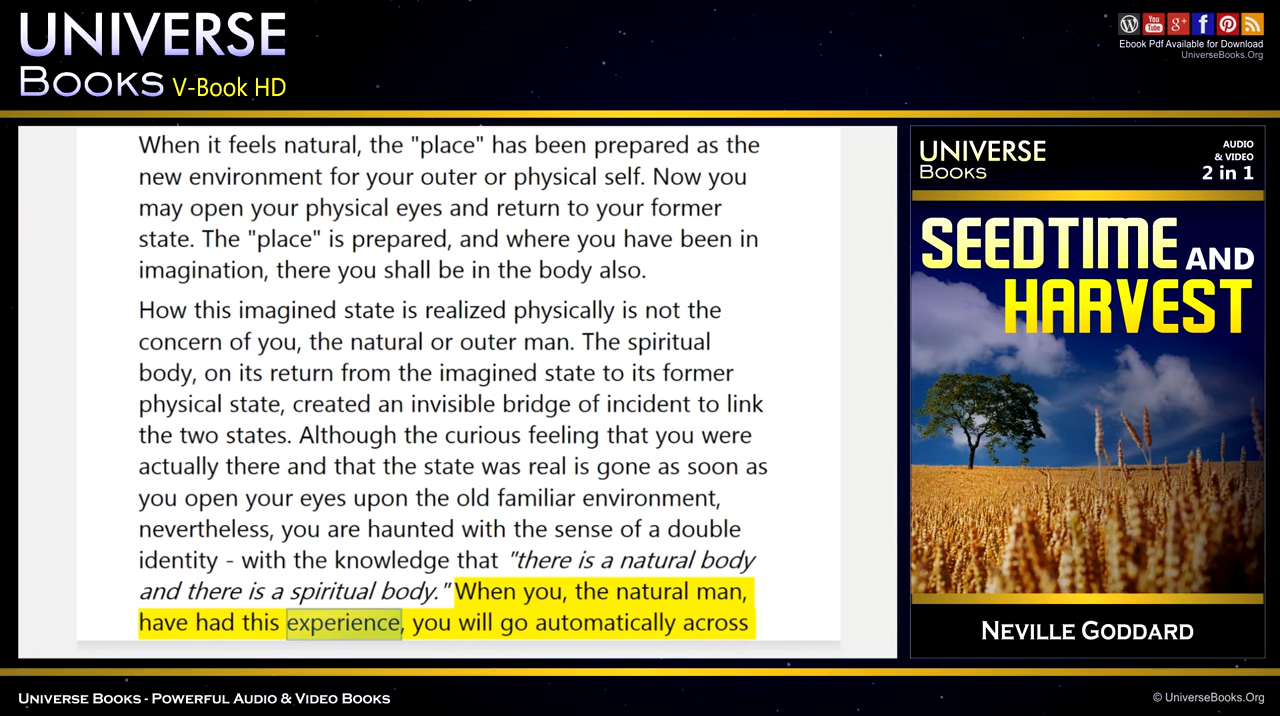 UNIVERSE
BOOKS V-Book HD
Ebook Pdf Available for Download
UniverseBooks.Org
When it feels natural, the "place" has been prepared as the
new environment for your outer or physical self. Now you
may open your physical eyes and return to your former
state. The "place" is prepared, and where you have been in
imagination, there you shall be in the body also.
How this imagined state is realized physically is not the
concern of you, the natural or outer man. The spiritual
body, on its return from the imagined state to its former
physical state, created an invisible bridge of incident to link
the two states. Although the curious feeling that you were
actually there and that the state was real is gone as soon as
you open your eyes upon the old familiar environment,
nevertheless, you are haunted with the sense of a double
identity - with the knowledge that "there is a natural body
and there is a spiritual body." When you, the natural man,
have had this experience, you will go automatically across
UNIVERSE
BOOKS
AUDIO
& VIDEO
2 in 1
SEEDTIME AND
HARVEST
NEVILLE GODDARD
UNIVERSE BOOKS - POWERFUL AUDIO & VIDEO BOOKS
© UniverseBooks.Org